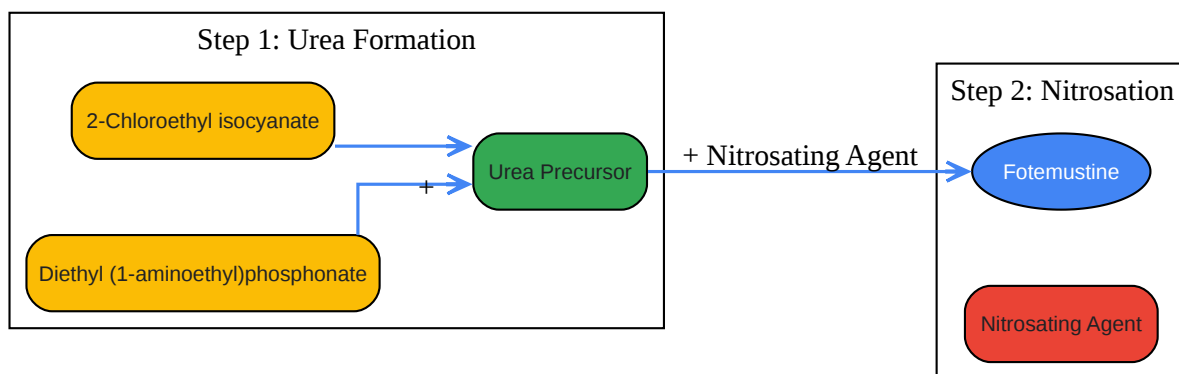 Step 1: Urea Formation
2-Chloroethyl isocyanate
+
Diethyl (1-aminoethyl)phosphonate
Urea Precursor
+ Nitrosating Agent
Step 2: Nitrosation
Fotemustine
Nitrosating Agent